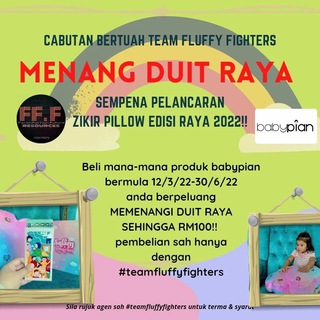 CABUTAN BERTUAH TEAM FLUFFY FIGHTERS
MENANG DUIT RAYA
SEMPENA PELANCARAN
ZIKIR PILLOW EDISI RAYA 2022!!
FF.F
RESOURCES
babypian
Beli mana-mana produk babypian
bermula 12/3/22-30/6/22
anda berpeluang
MEMENANGI DUIT RAYA
SEHINGGA RM100!!
pembelian sah hanya
dengan
#teamfluffyfighters
Sila rujuk agen sah #teamfluffyfighters untuk terma & syarat